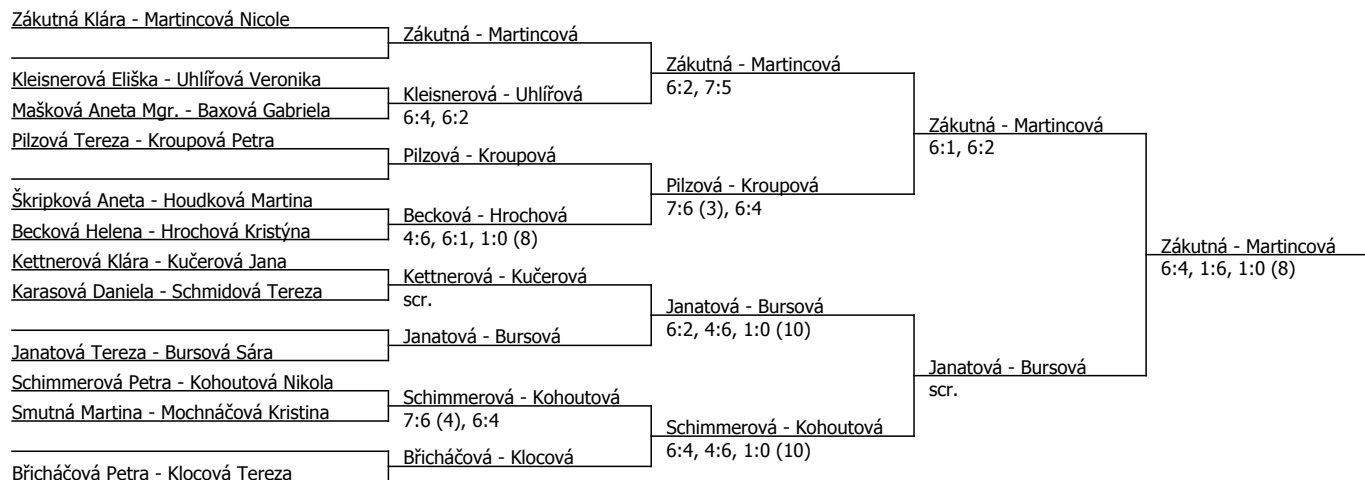 Zákutná Klára - Martincová Nicole
Kleisnerová Eliška - Uhlířová Veronika
Mašková Aneta Mgr. - Baxová Gabriela
Pilzová Tereza - Kroupová Petra
Škripková Aneta - Houdková Martina
Becková Helena - Hrochová Kristýna
Kettnerová Klára - Kučerová Jana
Karasová Daniela - Schmidová Tereza
Janatová Tereza - Bursová Sára
Schimmerová Petra - Kohoutová Nikola
Smutná Martina - Mochnáčová Kristina
Břicháčová Petra - Klocová Tereza
Zákutná - Martincová
Kleisnerová - Uhlířová
6:4, 6:2
Pilzová - Kroupová
Becková - Hrochová
4:6, 6:1, 1:0 (8)
Kettnerová - Kučerová
scr.
Janatová - Bursová
Schimmerová - Kohoutová
7:6 (4), 6:4
Břicháčová - Klocová
Zákutná - Martincová
6:2, 7:5
Pilzová - Kroupová
7:6 (3), 6:4
Janatová - Bursová
6:2, 4:6, 1:0 (10)
Schimmerová - Kohoutová
6:4, 4:6, 1:0 (10)
Zákutná - Martincová
6:1, 6:2
Janatová - Bursová
scr.
Zákutná - Martincová
6:4, 1:6, 1:0 (8)